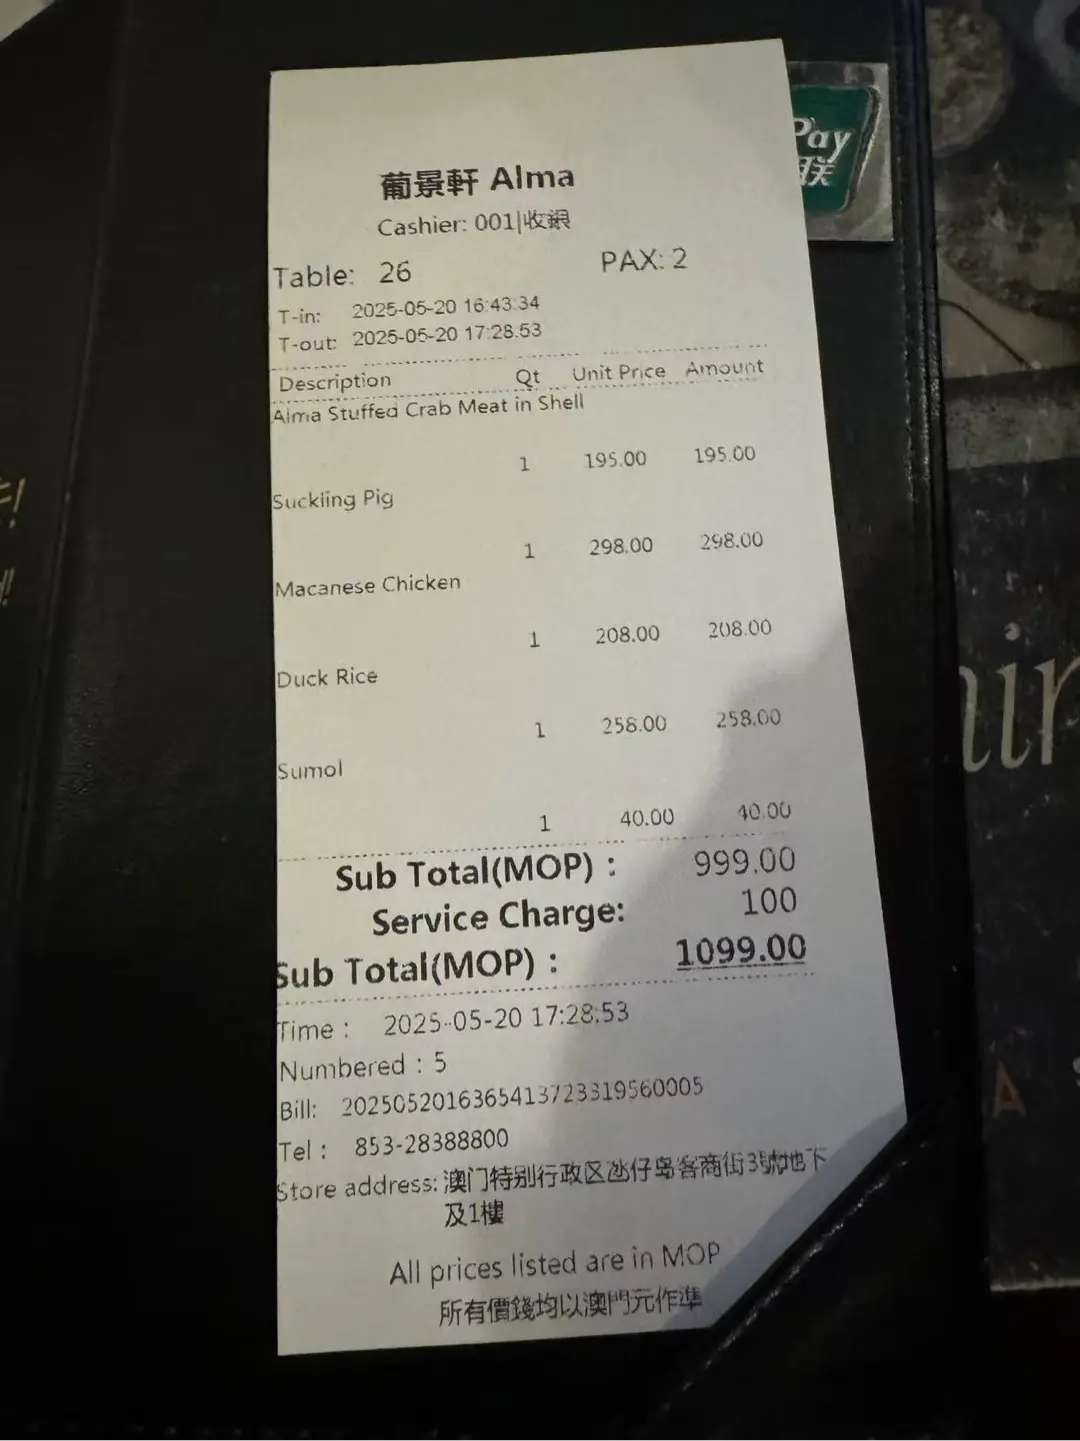 Pay
联
葡景軒 Alma
Cashier: 001|收銀
Table: 26 PAX: 2
T-in: 2025-05-20 16:43:34
T-out: 2025-05-20 17:28:53
Description Qt Unit Price Amount
Alma Stuffed Crab Meat in Shell
1 195.00 195.00
Suckling Pig
1 298.00 298.00
Macanese Chicken
1 208.00 208.00
Duck Rice
1 258.00 258.00
Sumol
1 40.00 40.00
Sub Total(MOP) : 999.00
Service Charge: 100
Sub Total(MOP) : 1099.00
Time : 2025-05-20 17:28:53
Numbered : 5
Bill: 2025052016365413723319560005
Tel : 853-28388800
Store address: 澳门特别行政区氹仔岛客商街3號地下
及1樓
All prices listed are in MOP
所有價錢均以澳門元作準